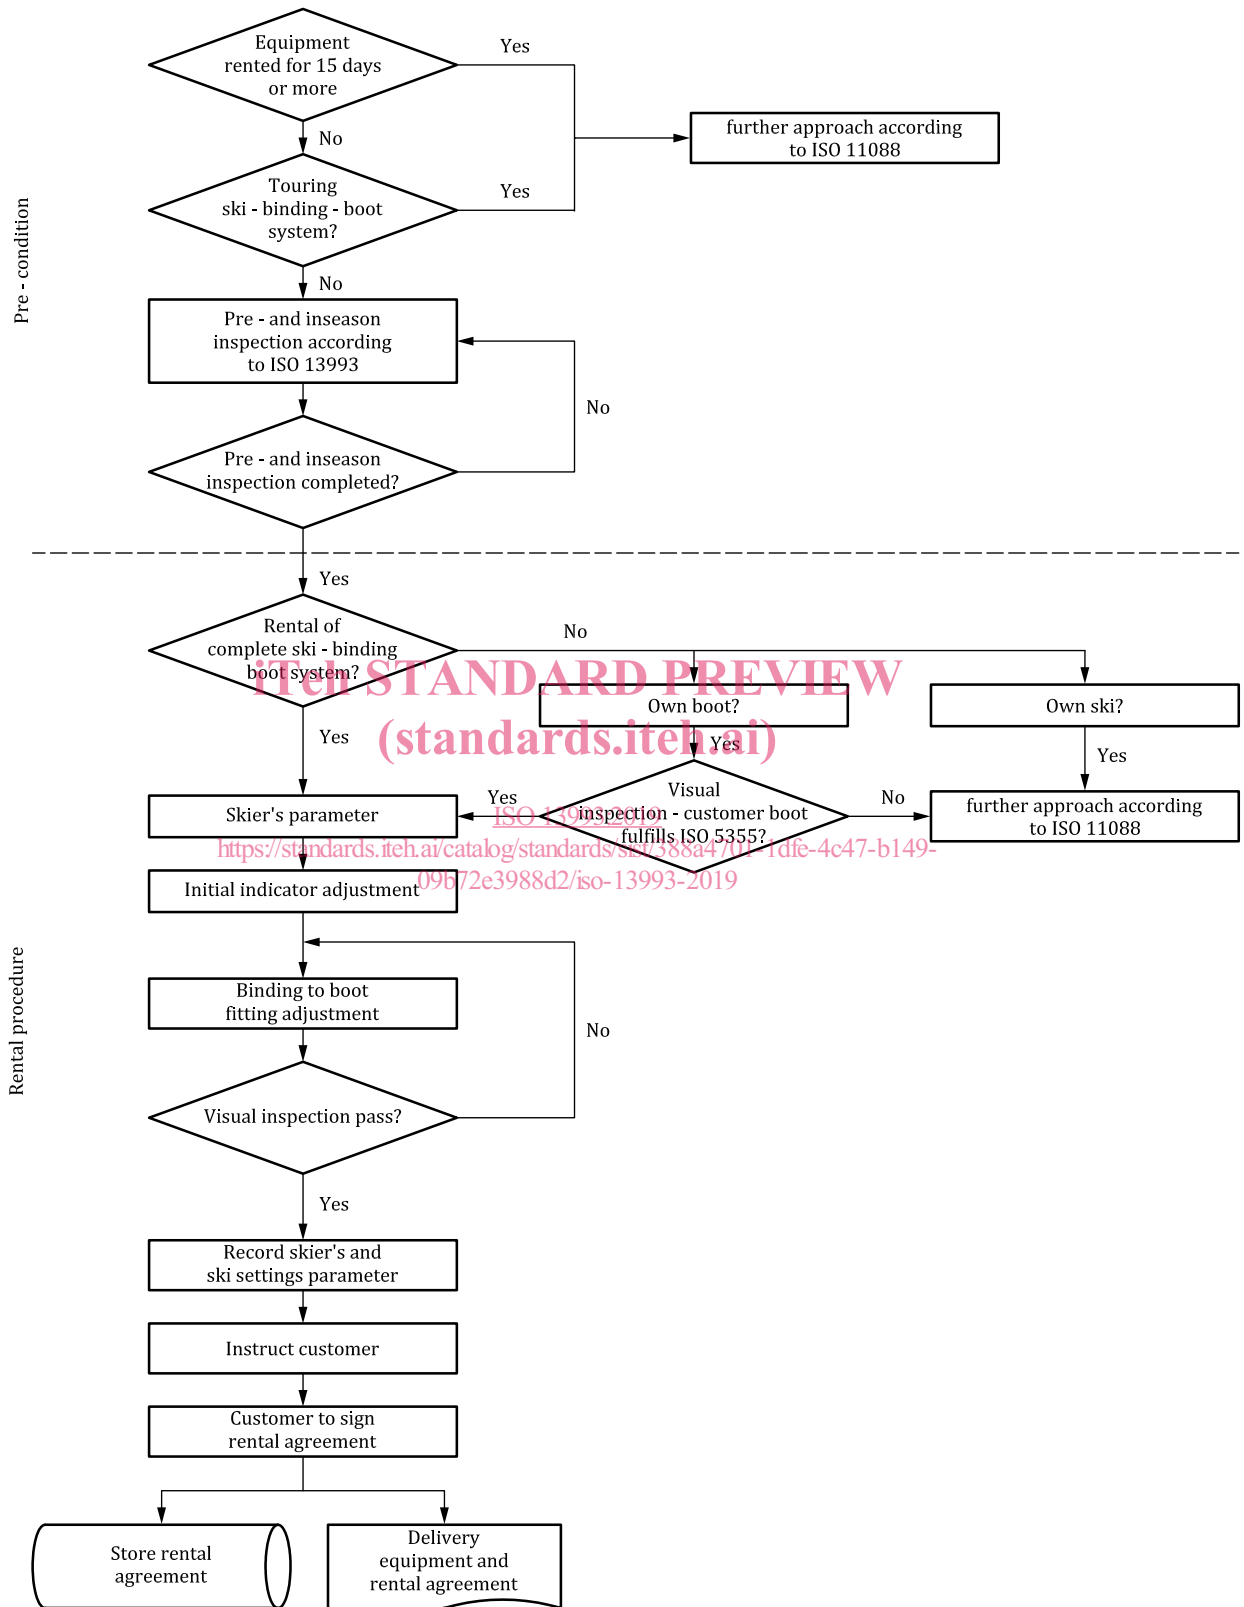 Equipment
rented for 15 days
or more
Yes
No
further approach according
to ISO 11088
Touring
ski - binding - boot
system?
Yes
No
Pre - condition
Pre - and inseason
inspection according
to ISO 13993
No
Pre - and inseason
inspection completed?
Yes
Rental of
complete ski - binding
boot system?
No
iTeh STANDARD PREVIEW
(standards.iteh.ai)
Own boot?
Own ski?
Yes
Yes
Yes
Skier's parameter
Yes
Visual
inspection - customer boot
fulfills ISO 5355?
No
further approach according
to ISO 11088
ISO 13993:2019
https://standards.iteh.ai/catalog/standards/sist/388a4701-1dfe-4c47-b149-
09b72e3988d2/iso-13993-2019
Initial indicator adjustment
Rental procedure
Binding to boot
fitting adjustment
No
Visual inspection pass?
Yes
Record skier's and
ski settings parameter
Instruct customer
Customer to sign
rental agreement
Store rental
agreement
Delivery
equipment and
rental agreement